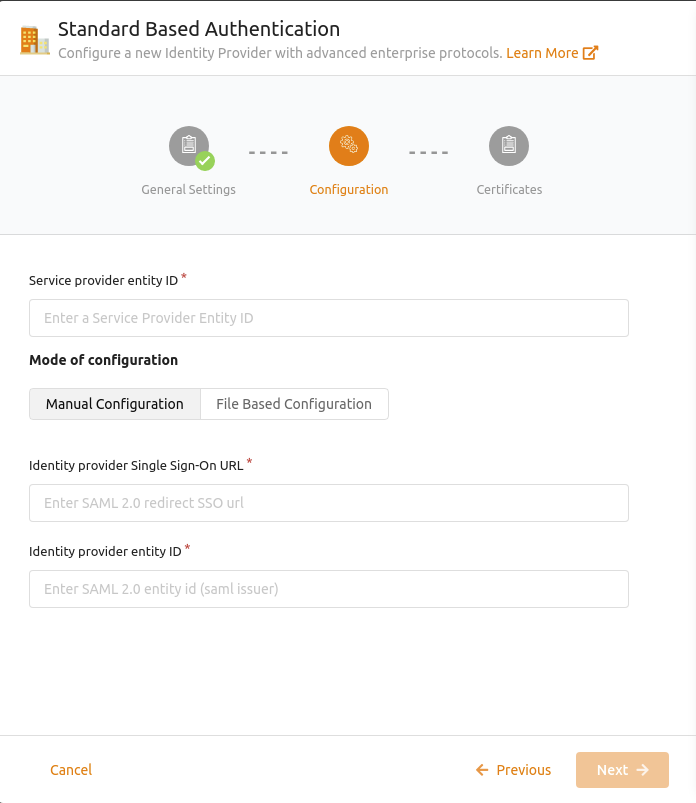 Standard Based Authentication
Configure a new Identity Provider with advanced enterprise protocols. Learn More
General Settings
Configuration
Certificates
Service provider entity ID *
Enter a Service Provider Entity ID
Mode of configuration
Manual Configuration
File Based Configuration
Identity provider Single Sign-On URL *
Enter SAML 2.0 redirect SSO url
Identity provider entity ID *
Enter SAML 2.0 entity id (saml issuer)
Cancel
Previous
Next